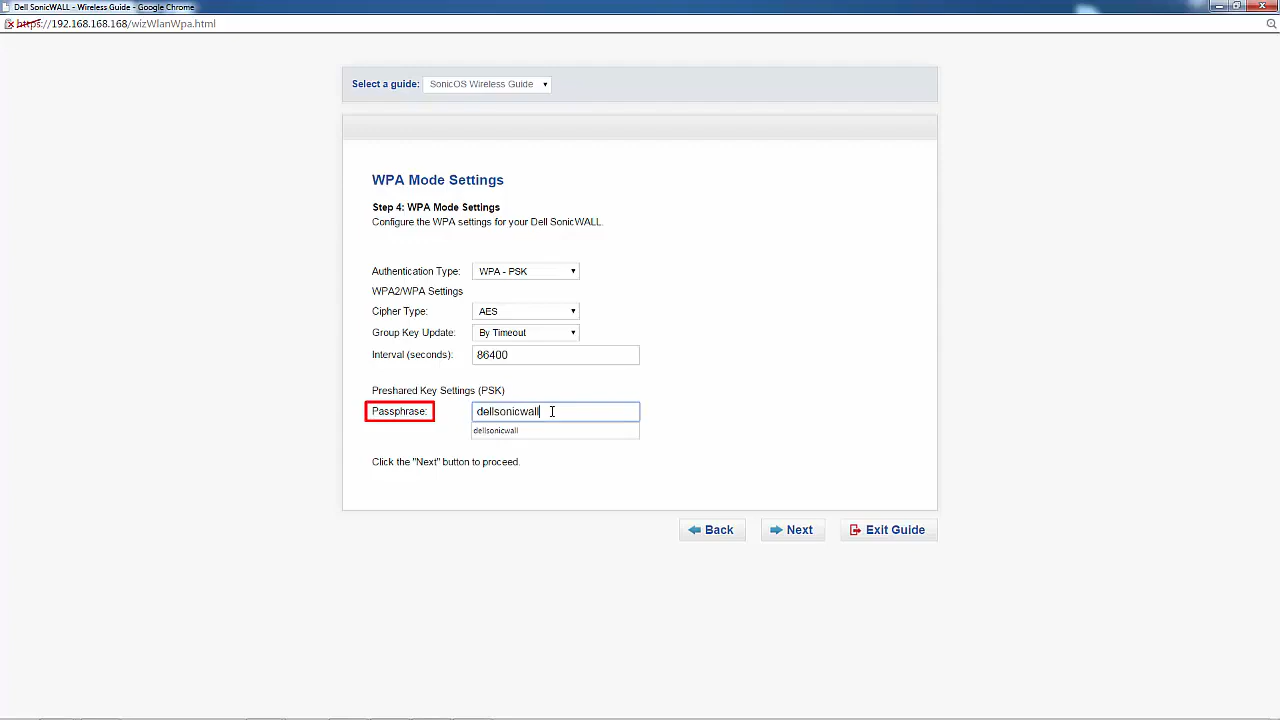 Dell SonicWALL - Wireless Guide - Google Chrome
https://192.168.168.168/wizWlanWpa.html
Select a guide: SonicOS Wireless Guide
WPA Mode Settings
Step 4: WPA Mode Settings
Configure the WPA settings for your Dell SonicWALL.
Authentication Type: WPA - PSK
WPA2/WPA Settings
Cipher Type: AES
Group Key Update: By Timeout
Interval (seconds): 86400
Preshared Key Settings (PSK)
Passphrase: dellsonicwall
dellsonicwall
Click the "Next" button to proceed.
Back Next Exit Guide